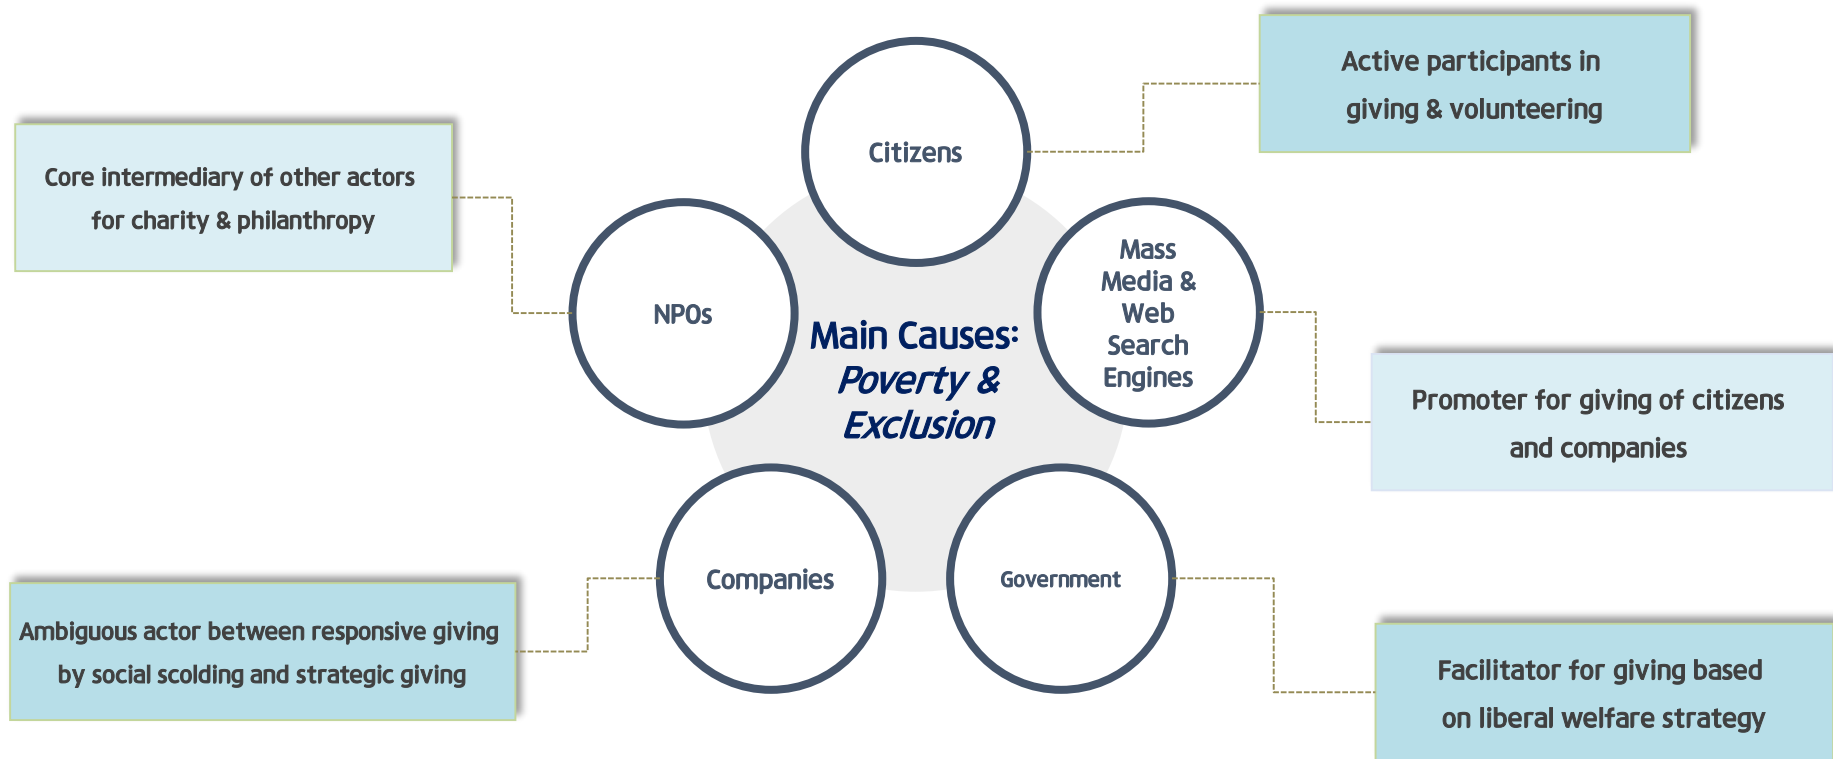 Active participants in
giving & volunteering
Citizens
Core intermediary of other actors
for charity & philanthropy
NPOs
Mass
Media &
Web
Search
Engines
Main Causes:
Poverty &
Exclusion
Promoter for giving of citizens
and companies
Companies
Government
Ambiguous actor between responsive giving
by social scolding and strategic giving
Facilitator for giving based
on liberal welfare strategy